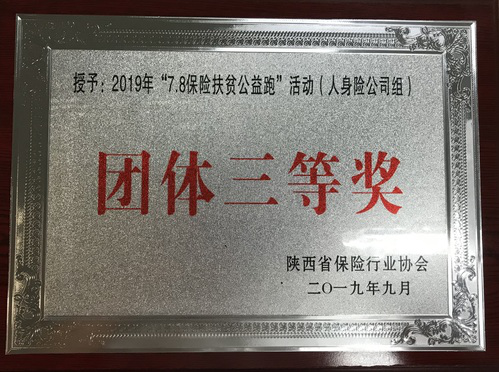 授予：2019年“7.8保险扶贫公益跑”活动（人身险公司组）
团体三等奖
陕西省保险行业协会
二〇一九年九月